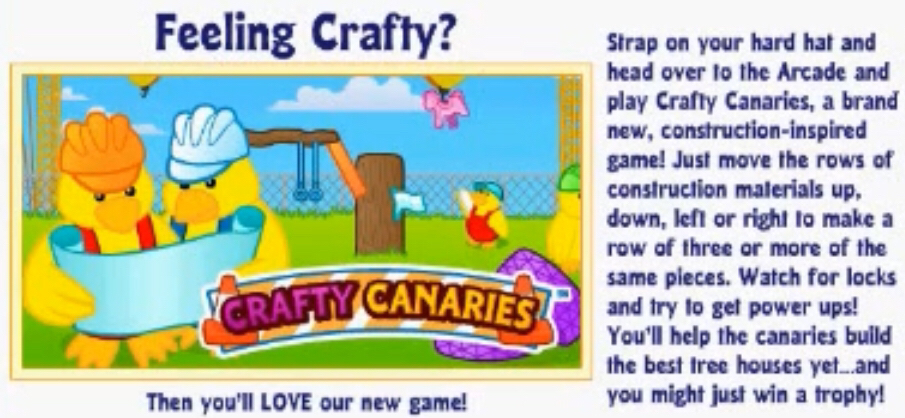 Feeling Crafty?
CRAFTY CANARIES
Then you'll LOVE our new game!
Strap on your hard hat and
head over to the Arcade and
play Crafty Canaries, a brand
new, construction-inspired
game! Just move the rows of
construction materials up,
down, left or right to make a
row of three or more of the
same pieces. Watch for locks
and try to get power ups!
You'll help the canaries build
the best tree houses yet...and
you might just win a trophy!